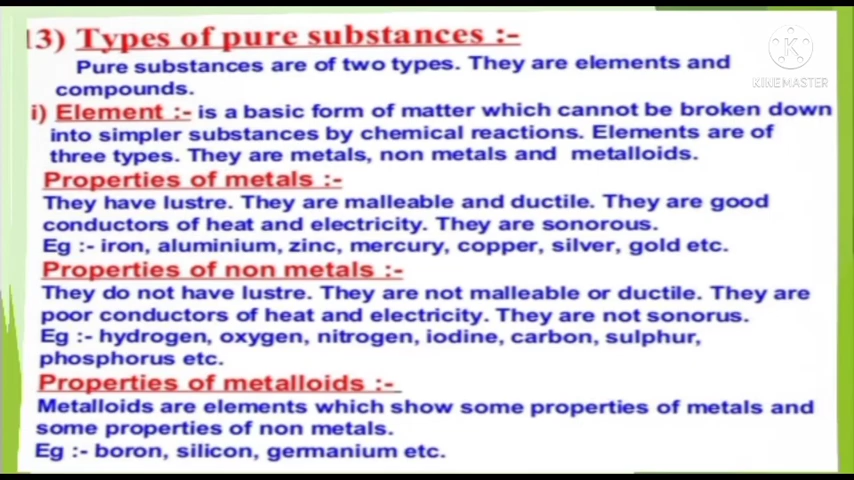 13) Types of pure substances :-
Pure substances are of two types. They are elements and
compounds.
i) Element :- is a basic form of matter which cannot be broken down
into simpler substances by chemical reactions. Elements are of
three types. They are metals, non metals and metalloids.
Properties of metals :-
They have lustre. They are malleable and ductile. They are good
conductors of heat and electricity. They are sonorous.
Eg :- iron, aluminium, zinc, mercury, copper, silver, gold etc.
Properties of non metals :-
They do not have lustre. They are not malleable or ductile. They are
poor conductors of heat and electricity. They are not sonorus.
Eg :- hydrogen, oxygen, nitrogen, iodine, carbon, sulphur,
phosphorus etc.
Properties of metalloids :-
Metalloids are elements which show some properties of metals and
some properties of non metals.
Eg :- boron, silicon, germanium etc.
K
KINEMASTER